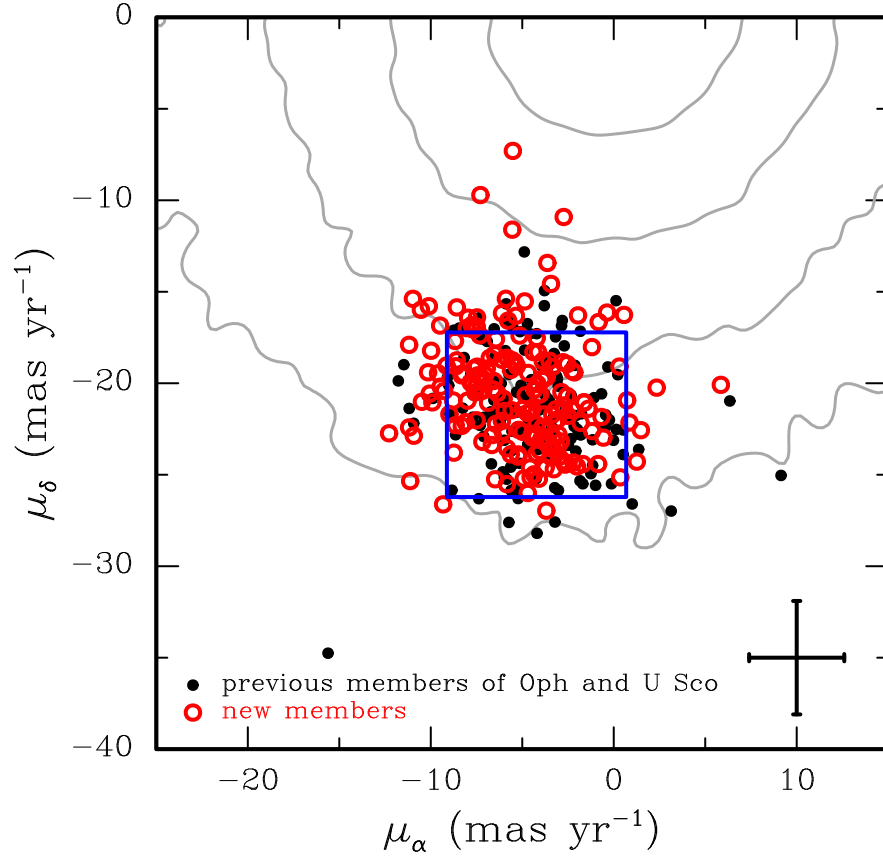 0
−10
−20
−30
−40
μδ (mas yr−1)
previous members of Oph and U Sco
new members
−20 −10 0 10
μα (mas yr−1)